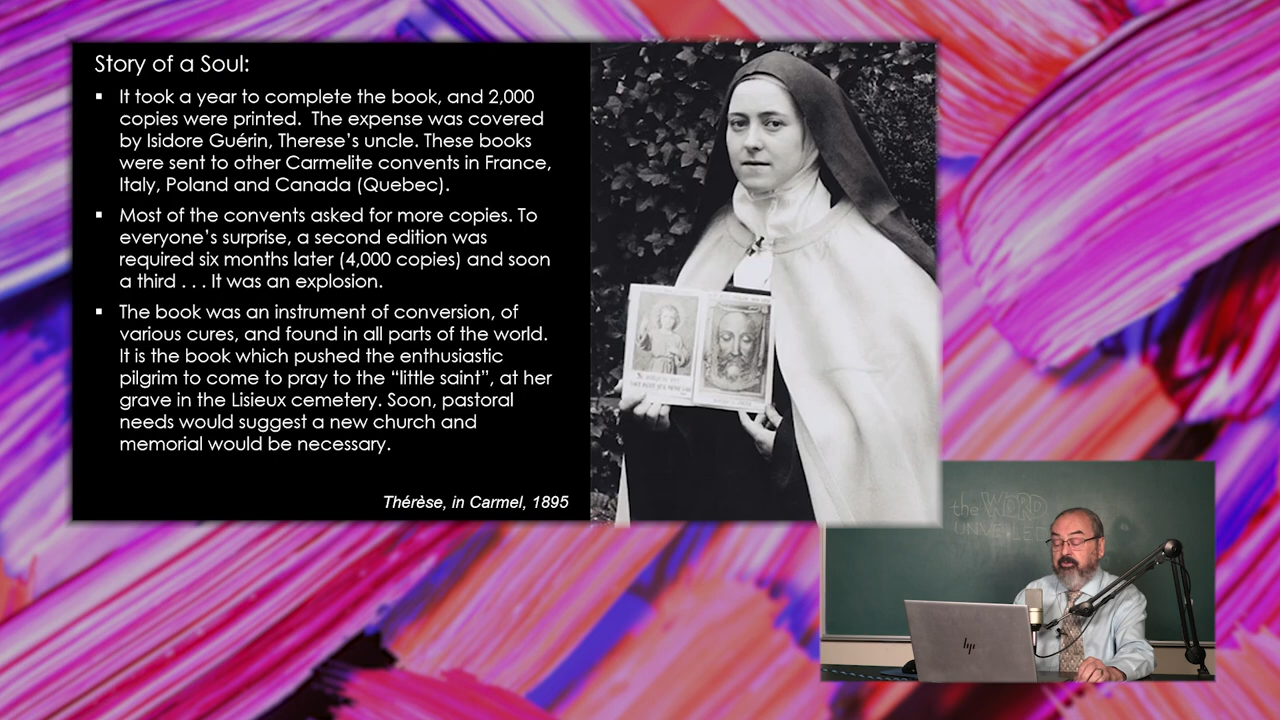 Story of a Soul:
▪ It took a year to complete the book, and 2,000
copies were printed.  The expense was covered
by Isidore Guérin, Therese’s uncle. These books
were sent to other Carmelite convents in France,
Italy, Poland and Canada (Quebec).
▪ Most of the convents asked for more copies. To
everyone’s surprise, a second edition was
required six months later (4,000 copies) and soon
a third . . . It was an explosion.
▪ The book was an instrument of conversion, of
various cures, and found in all parts of the world.
It is the book which pushed the enthusiastic
pilgrim to come to pray to the “little saint”, at her
grave in the Lisieux cemetery. Soon, pastoral
needs would suggest a new church and
memorial would be necessary.
Thérèse, in Carmel, 1895
the WORD
UNVEILED
hp